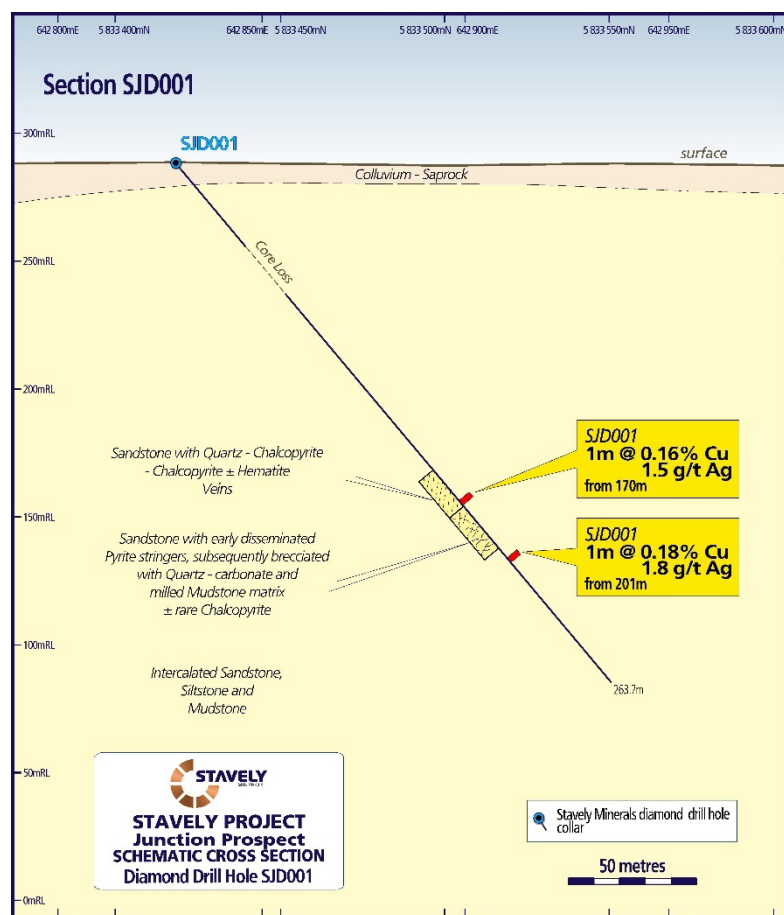 642 800mE 5 833 400mN 642 850mE 5 833 450mN 5 833 500mN 642 900mE 5 833 550mN 642 950mE 5 833 600mN
Section SJD001
300mRL
SJD001
surface
Colluvium - Saprock
Core Loss
250mRL
200mRL
Sandstone with Quartz - Chalcopyrite
- Chalcopyrite ± Hematite
Veins
SJD001
1m @ 0.16% Cu
1.5 g/t Ag
from 170m
150mRL
Sandstone with early disseminated
Pyrite stringers, subsequently brecciated
with Quartz - carbonate and
milled Mudstone matrix
± rare Chalcopyrite
SJD001
1m @ 0.18% Cu
1.8 g/t Ag
from 201m
100mRL
Intercalated Sandstone,
Siltstone and
Mudstone
263.7m
50mRL
STAVELY
STAVELY PROJECT
Junction Prospect
SCHEMATIC CROSS SECTION
Diamond Drill Hole SJD001
Stavely Minerals diamond drill hole
collar
50 metres
0mRL